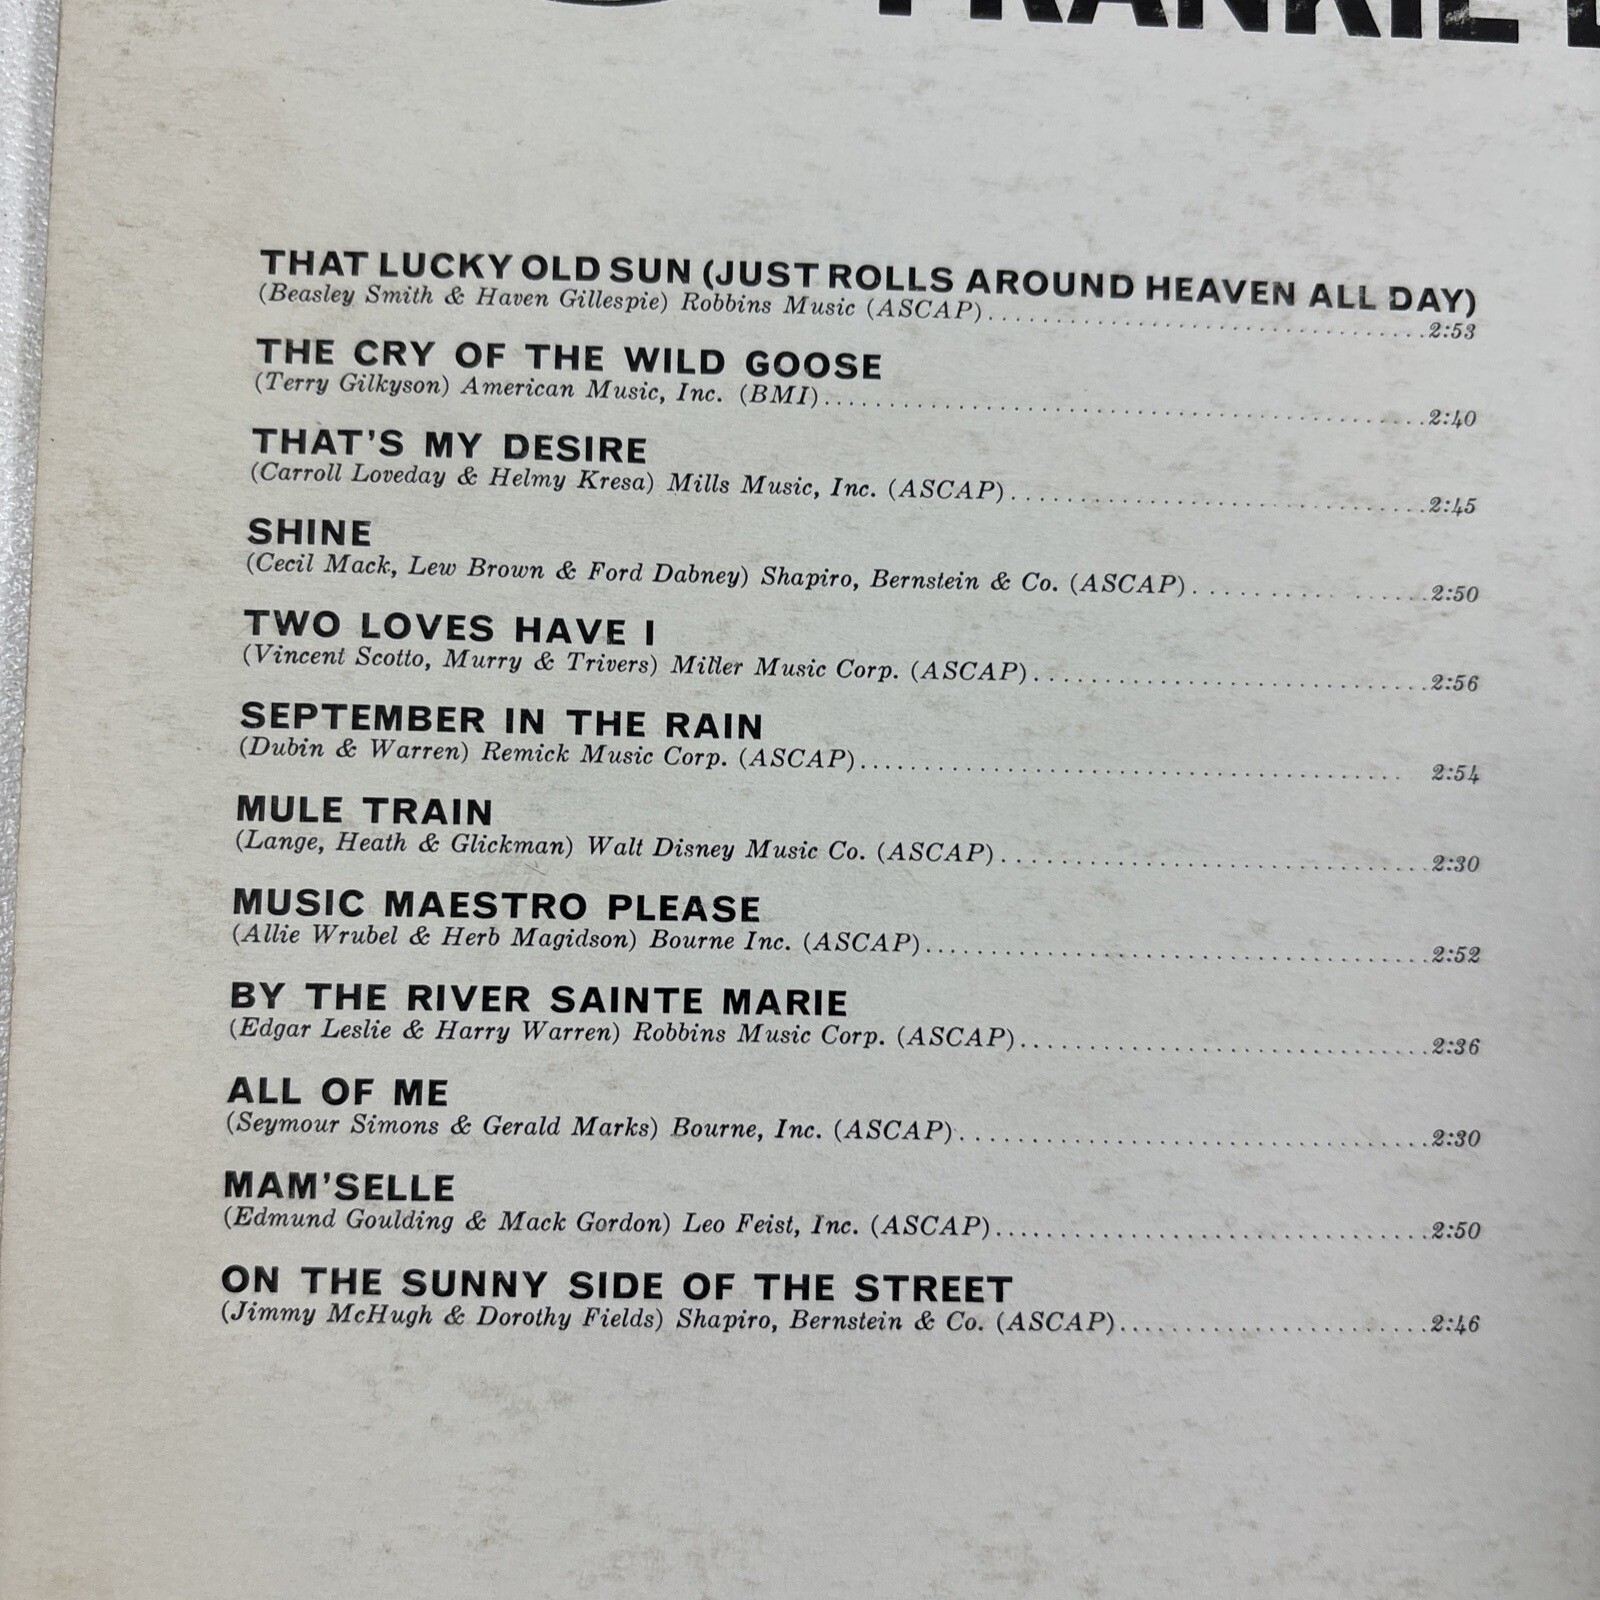 FRANKIE
THAT LUCKY OLD SUN (JUST ROLLS AROUND HEAVEN ALL DAY)
(Beasley Smith & Haven Gillespie) Robbins Music (ASCAP)..........2:53
THE CRY OF THE WILD GOOSE
(Terry Gilkyson) American Music, Inc. (BMI)..........2:40
THAT'S MY DESIRE
(Carroll Loveday & Helmy Kresa) Mills Music, Inc. (ASCAP)..........2:45
SHINE
(Cecil Mack, Lew Brown & Ford Dabney) Shapiro, Bernstein & Co. (ASCAP)..........2:50
TWO LOVES HAVE I
(Vincent Scotto, Murry & Trivers) Miller Music Corp. (ASCAP)..........2:56
SEPTEMBER IN THE RAIN
(Dubin & Warren) Remick Music Corp. (ASCAP)..........2:54
MULE TRAIN
(Lange, Heath & Glickman) Walt Disney Music Co. (ASCAP)..........2:30
MUSIC MAESTRO PLEASE
(Allie Wrubel & Herb Magidson) Bourne Inc. (ASCAP)..........2:52
BY THE RIVER SAINTE MARIE
(Edgar Leslie & Harry Warren) Robbins Music Corp. (ASCAP)..........2:36
ALL OF ME
(Seymour Simons & Gerald Marks) Bourne, Inc. (ASCAP)..........2:30
MAM'SELLE
(Edmund Goulding & Mack Gordon) Leo Feist, Inc. (ASCAP)..........2:50
ON THE SUNNY SIDE OF THE STREET
(Jimmy McHugh & Dorothy Fields) Shapiro, Bernstein & Co. (ASCAP)..........2:46